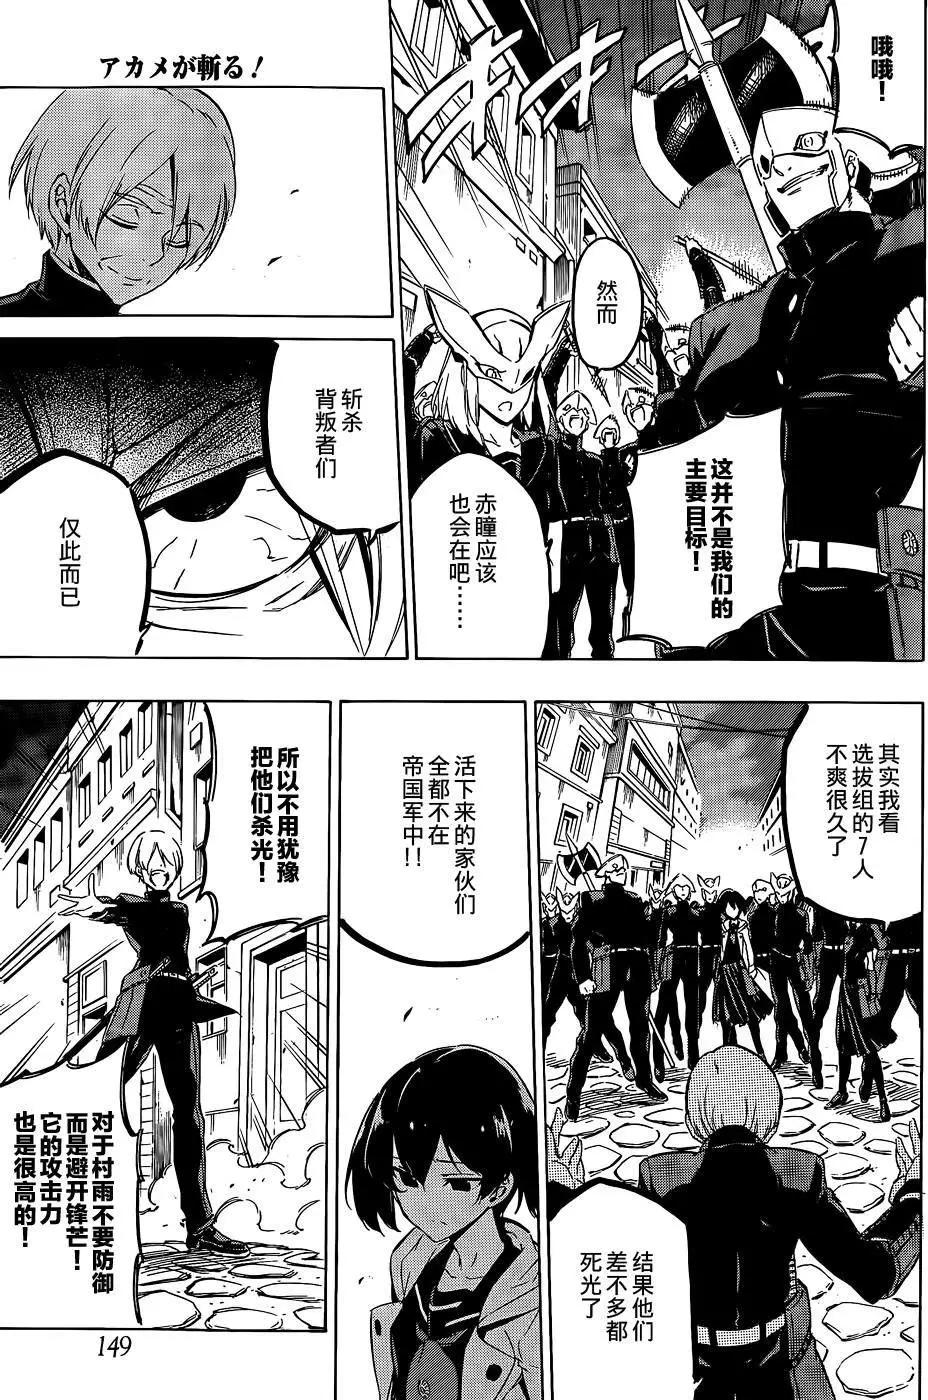 アカメが斬る！
哦哦！
ギギギ
然而
这并不是我们的
主要目标！
赤瞳应该
也会在吧……
斩杀
背叛者们
仅此而已
其实我看
选拔组的7人
不爽很久了
结果他们
差不多都
死光了
活下来的家伙们
全都不在
帝国军中!!
所以不用犹豫
把他们杀光！
对于村雨不要防御
而是避开锋芒！
它的攻击力
也是很高的！
149